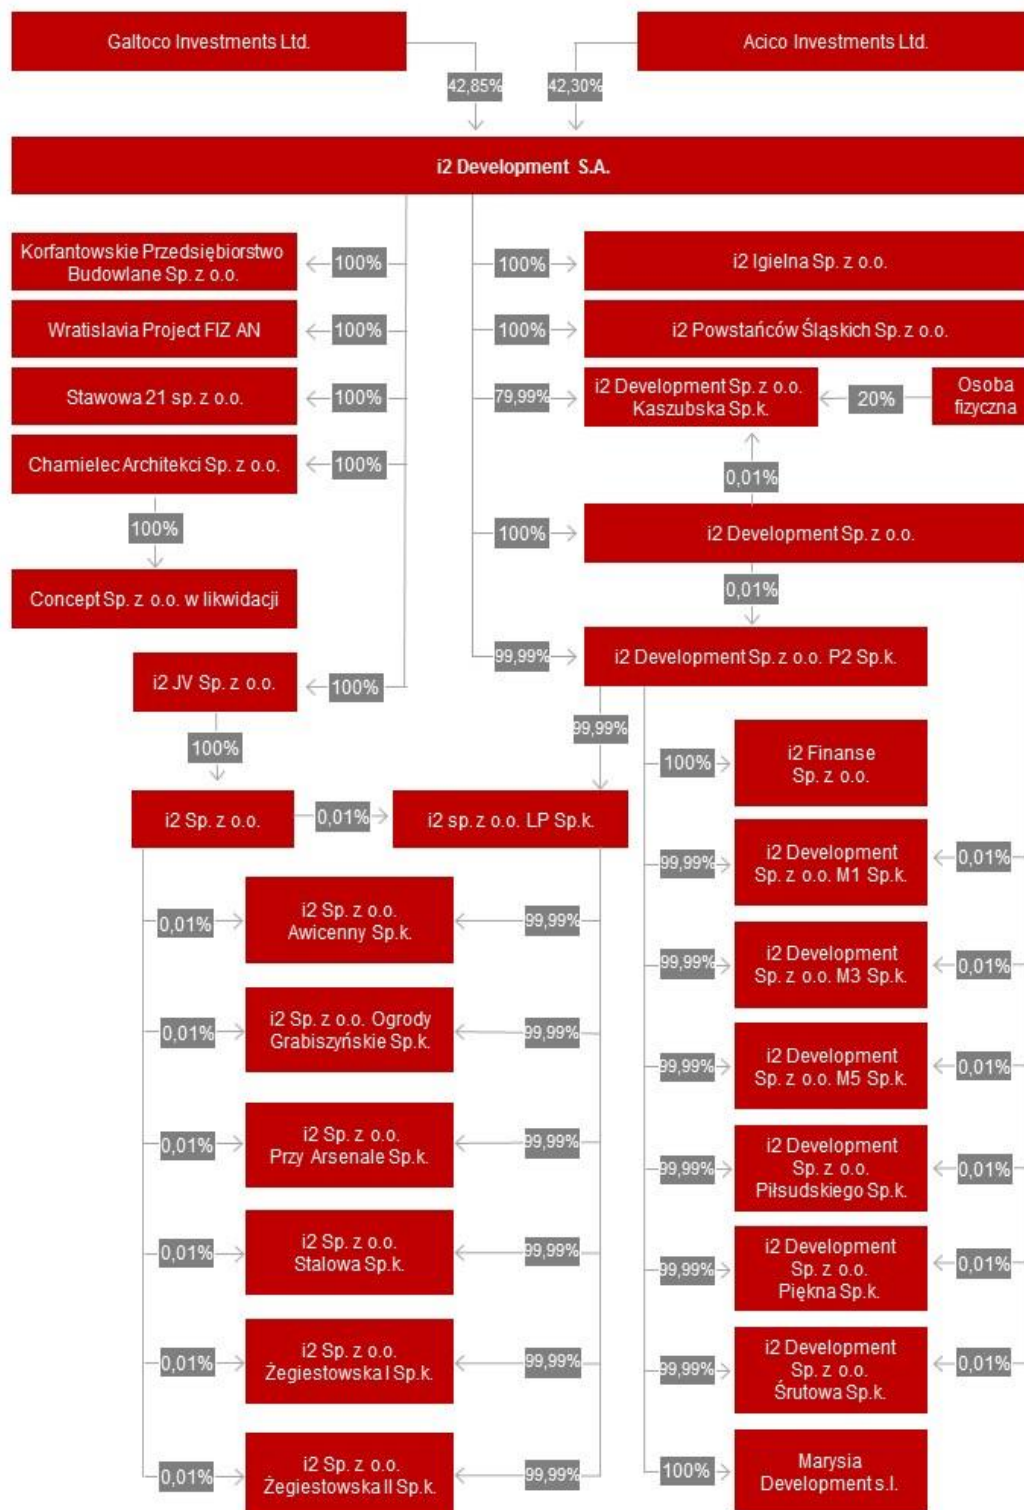 Galtoco Investments Ltd.
Acico Investments Ltd.
42,85%
42,30%
i2 Development S.A.
Korfantowskie Przedsiębiorstwo
Budowlane Sp. z o.o.
100%
100%
i2 Igielna Sp. z o.o.
Wratislavia Project FIZ AN
100%
100%
i2 Powstańców Śląskich Sp. z o.o.
Stawowa 21 sp. z o.o.
100%
79,99%
i2 Development Sp. z o.o.
Kaszubska Sp.k.
20%
Osoba
fizyczna
Chamielec Architekci Sp. z o.o.
100%
0,01%
100%
100%
i2 Development Sp. z o.o.
Concept Sp. z o.o. w likwidacji
0,01%
99,99%
i2 Development Sp. z o.o. P2 Sp.k.
i2 JV Sp. z o.o.
100%
99,99%
100%
100%
i2 Finanse
Sp. z o.o.
i2 Sp. z o.o.
0,01%
i2 sp. z o.o. LP Sp.k.
99,99%
i2 Development
Sp. z o.o. M1 Sp.k.
0,01%
0,01%
i2 Sp. z o.o.
Awicenny Sp.k.
99,99%
99,99%
i2 Development
Sp. z o.o. M3 Sp.k.
0,01%
0,01%
i2 Sp. z o.o. Ogrody
Grabiszyńskie Sp.k.
99,99%
99,99%
i2 Development
Sp. z o.o. M5 Sp.k.
0,01%
0,01%
i2 Sp. z o.o.
Przy Arsenale Sp.k.
99,99%
99,99%
i2 Development
Sp. z o.o.
Piłsudskiego Sp.k.
0,01%
0,01%
i2 Sp. z o.o.
Stalowa Sp.k.
99,99%
99,99%
i2 Development
Sp. z o.o.
Piękna Sp.k.
0,01%
0,01%
i2 Sp. z o.o.
Żegiestowska I Sp.k.
99,99%
99,99%
i2 Development
Sp. z o.o.
Śrutowa Sp.k.
0,01%
0,01%
i2 Sp. z o.o.
Żegiestowska II Sp.k.
99,99%
100%
Marysia
Development s.l.